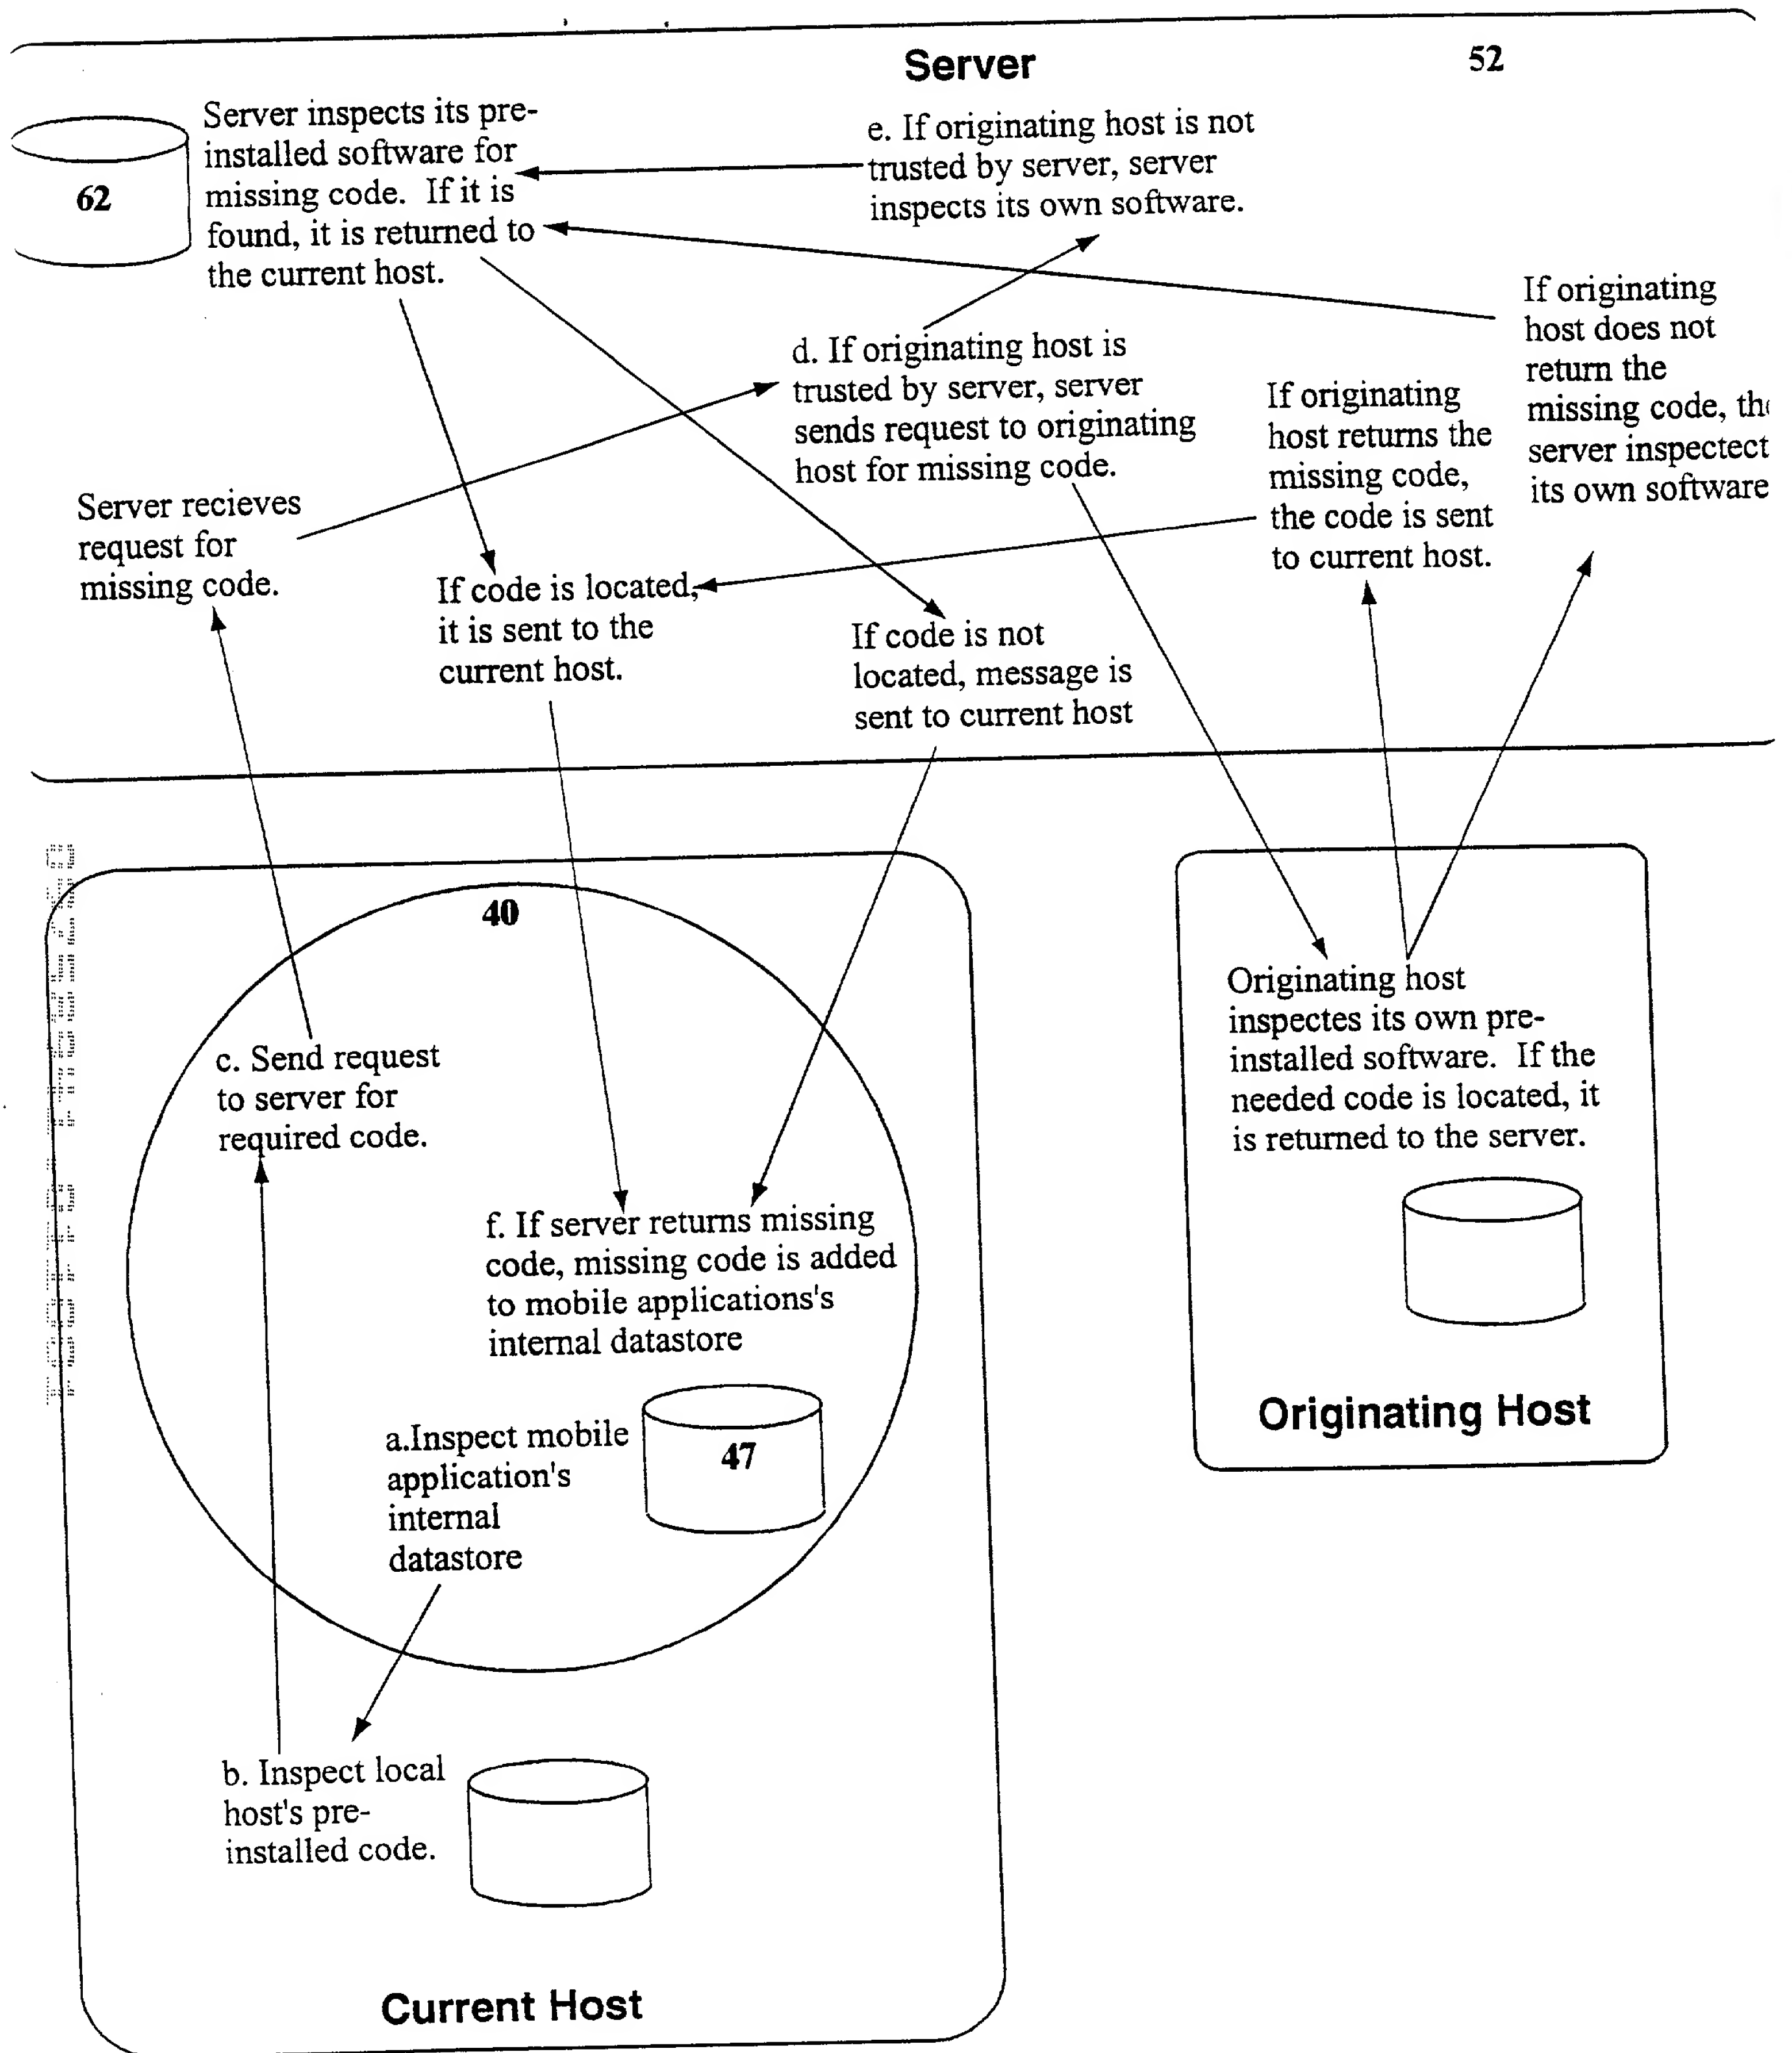 Server
52
62
Server inspects its pre-
installed software for
missing code. If it is
found, it is returned to
the current host.
e. If originating host is not
trusted by server, server
inspects its own software.
d. If originating host is
trusted by server, server
sends request to originating
host for missing code.
If originating
host returns the
missing code,
the code is sent
to current host.
If originating
host does not
return the
missing code,
server inspectect
its own software
Server recieves
request for
missing code.
If code is located,
it is sent to the
current host.
If code is not
located, message is
sent to current host
40
c. Send request
to server for
required code.
f. If server returns missing
code, missing code is added
to mobile applications's
internal datastore
a.Inspect mobile
application's
internal
datastore
47
b. Inspect local
host's pre-
installed code.
Current Host
Originating host
inspectes its own pre-
installed software. If the
needed code is located, it
is returned to the server.
Originating Host